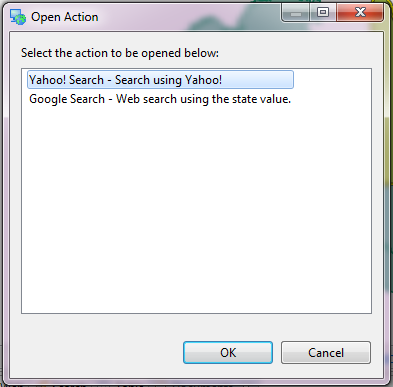 Open Action
Select the action to be opened below:
Yahoo! Search - Search using Yahoo!
Google Search - Web search using the state value.
OK
Cancel